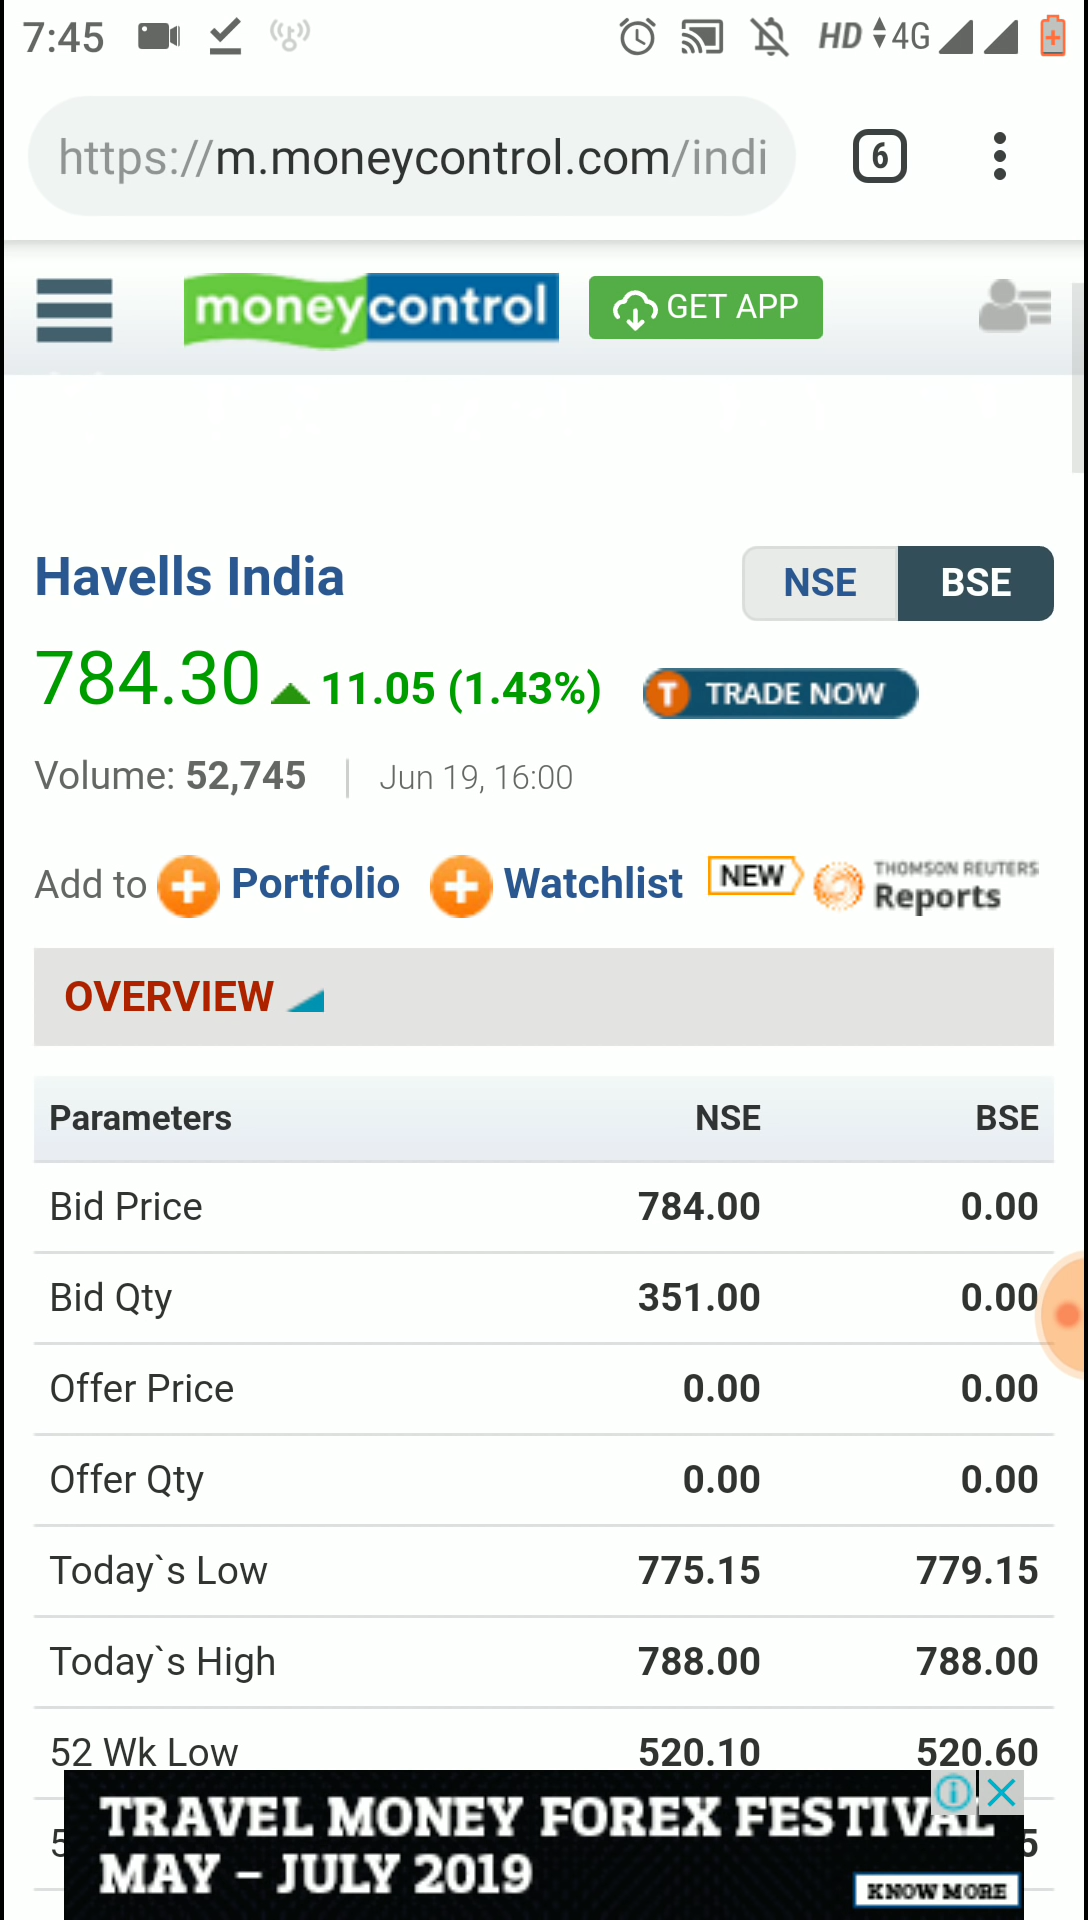 7:45 HD 4G
https://m.moneycontrol.com/indi 6
moneycontrol GET APP
Havells India NSE BSE
784.30 11.05 (1.43%) T TRADE NOW
Volume: 52,745 | Jun 19, 16:00
Add to Portfolio Watchlist NEW THOMSON REUTERS Reports
OVERVIEW
Parameters NSE BSE
Bid Price 784.00 0.00
Bid Qty 351.00 0.00
Offer Price 0.00 0.00
Offer Qty 0.00 0.00
Today`s Low 775.15 779.15
Today`s High 788.00 788.00
52 Wk Low 520.10 520.60
5 5
TRAVEL MONEY FOREX FESTIVAL
MAY – JULY 2019
KNOW MORE